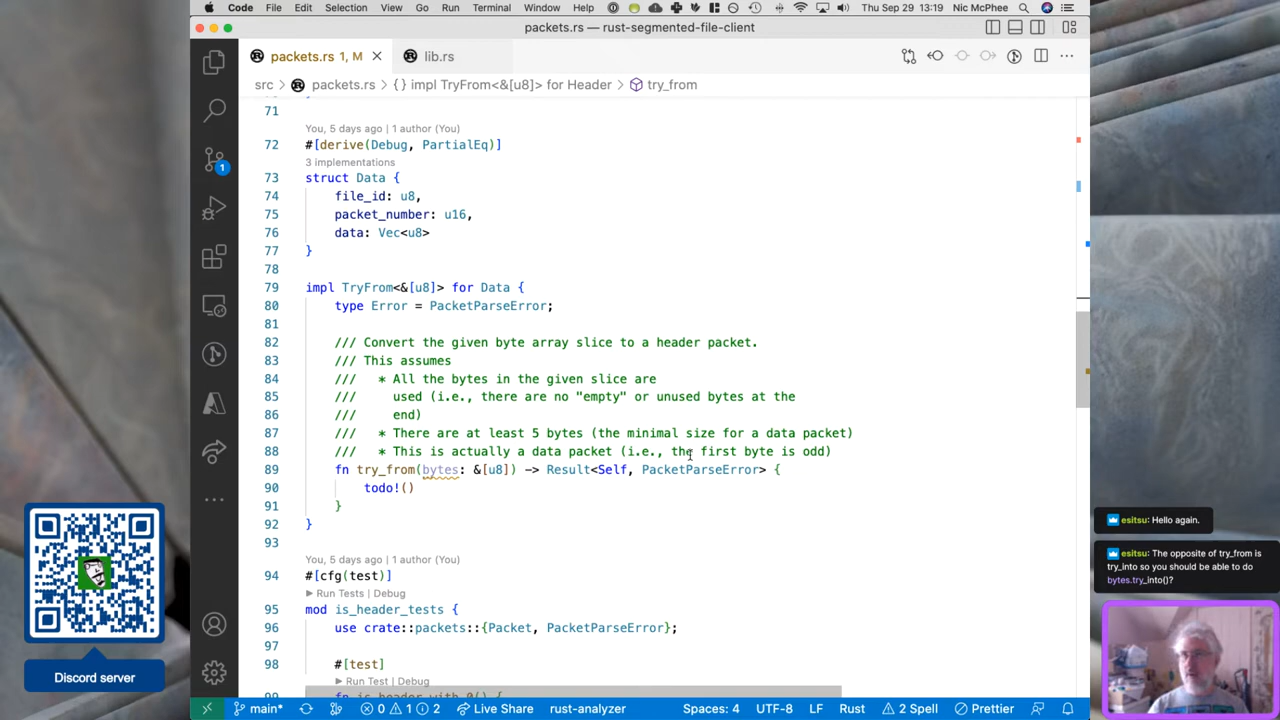 Code File Edit Selection View Go Run Terminal Window Help Thu Sep 29 13:19 Nic McPhee
packets.rs — rust-segmented-file-client
packets.rs 1, M
lib.rs
src > packets.rs > { } impl TryFrom<&[u8]> for Header > try_from
71
You, 5 days ago | 1 author (You)
72 #[derive(Debug, PartialEq)]
3 implementations
73 struct Data {
74 file_id: u8,
75 packet_number: u16,
76 data: Vec<u8>
77 }
78
79 impl TryFrom<&[u8]> for Data {
80 type Error = PacketParseError;
81
82 /// Convert the given byte array slice to a header packet.
83 /// This assumes
84 /// * All the bytes in the given slice are
85 /// used (i.e., there are no "empty" or unused bytes at the
86 /// end)
87 /// * There are at least 5 bytes (the minimal size for a data packet)
88 /// * This is actually a data packet (i.e., the first byte is odd)
89 fn try_from(bytes: &[u8]) -> Result<Self, PacketParseError> {
90 todo!()
91 }
92 }
93
You, 5 days ago | 1 author (You)
94 #[cfg(test)]
Run Tests | Debug
95 mod is_header_tests {
96 use crate::packets::{Packet, PacketParseError};
97
98 #[test]
Run Test | Debug
99 fn is_header_with_0() {
1
main* 0 1 2 Live Share rust-analyzer Spaces: 4 UTF-8 LF Rust 2 Spell Prettier
Discord server
esitsu: Hello again.
esitsu: The opposite of try_from is
try_into so you should be able to do
bytes.try_into()?